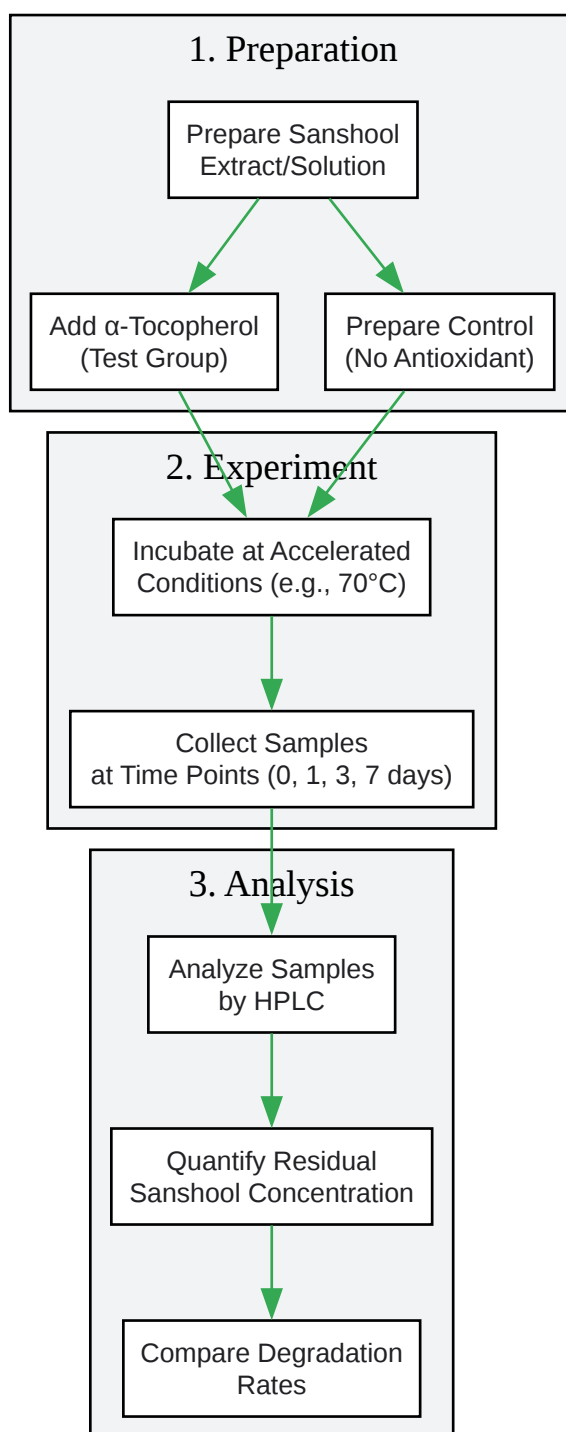 1. Preparation
Prepare Sanshool
Extract/Solution
Add α-Tocopherol
(Test Group)
Prepare Control
(No Antioxidant)
2. Experiment
Incubate at Accelerated
Conditions (e.g., 70°C)
Collect Samples
at Time Points (0, 1, 3, 7 days)
3. Analysis
Analyze Samples
by HPLC
Quantify Residual
Sanshool Concentration
Compare Degradation
Rates